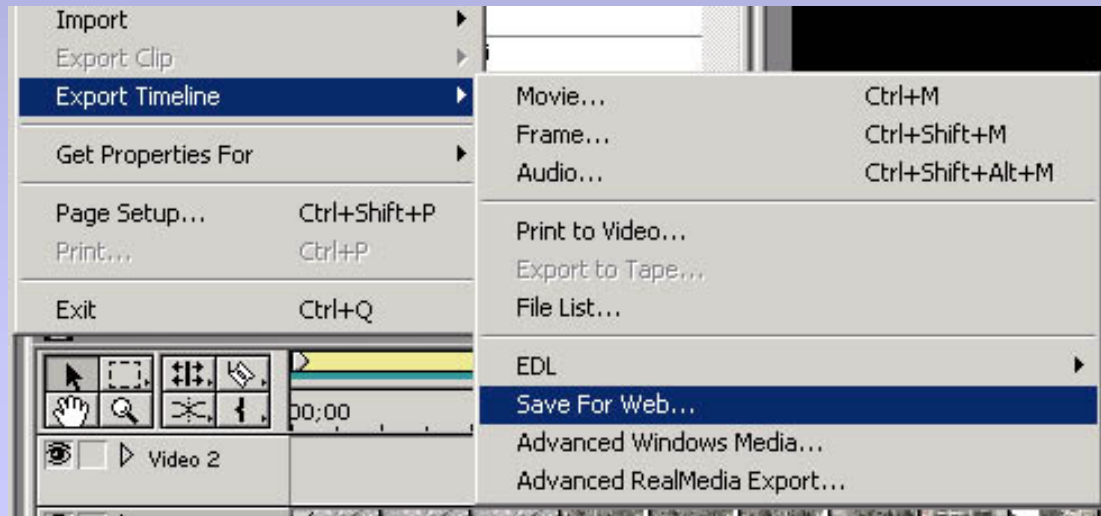 Import
Export Clip
Export Timeline
Get Properties For
Page Setup... Ctrl+Shift+P
Print... Ctrl+P
Exit Ctrl+Q
Movie... Ctrl+M
Frame... Ctrl+Shift+M
Audio... Ctrl+Shift+Alt+M
Print to Video...
Export to Tape...
File List...
EDL
Save For Web...
Advanced Windows Media...
Advanced RealMedia Export...
00;00
Video 2